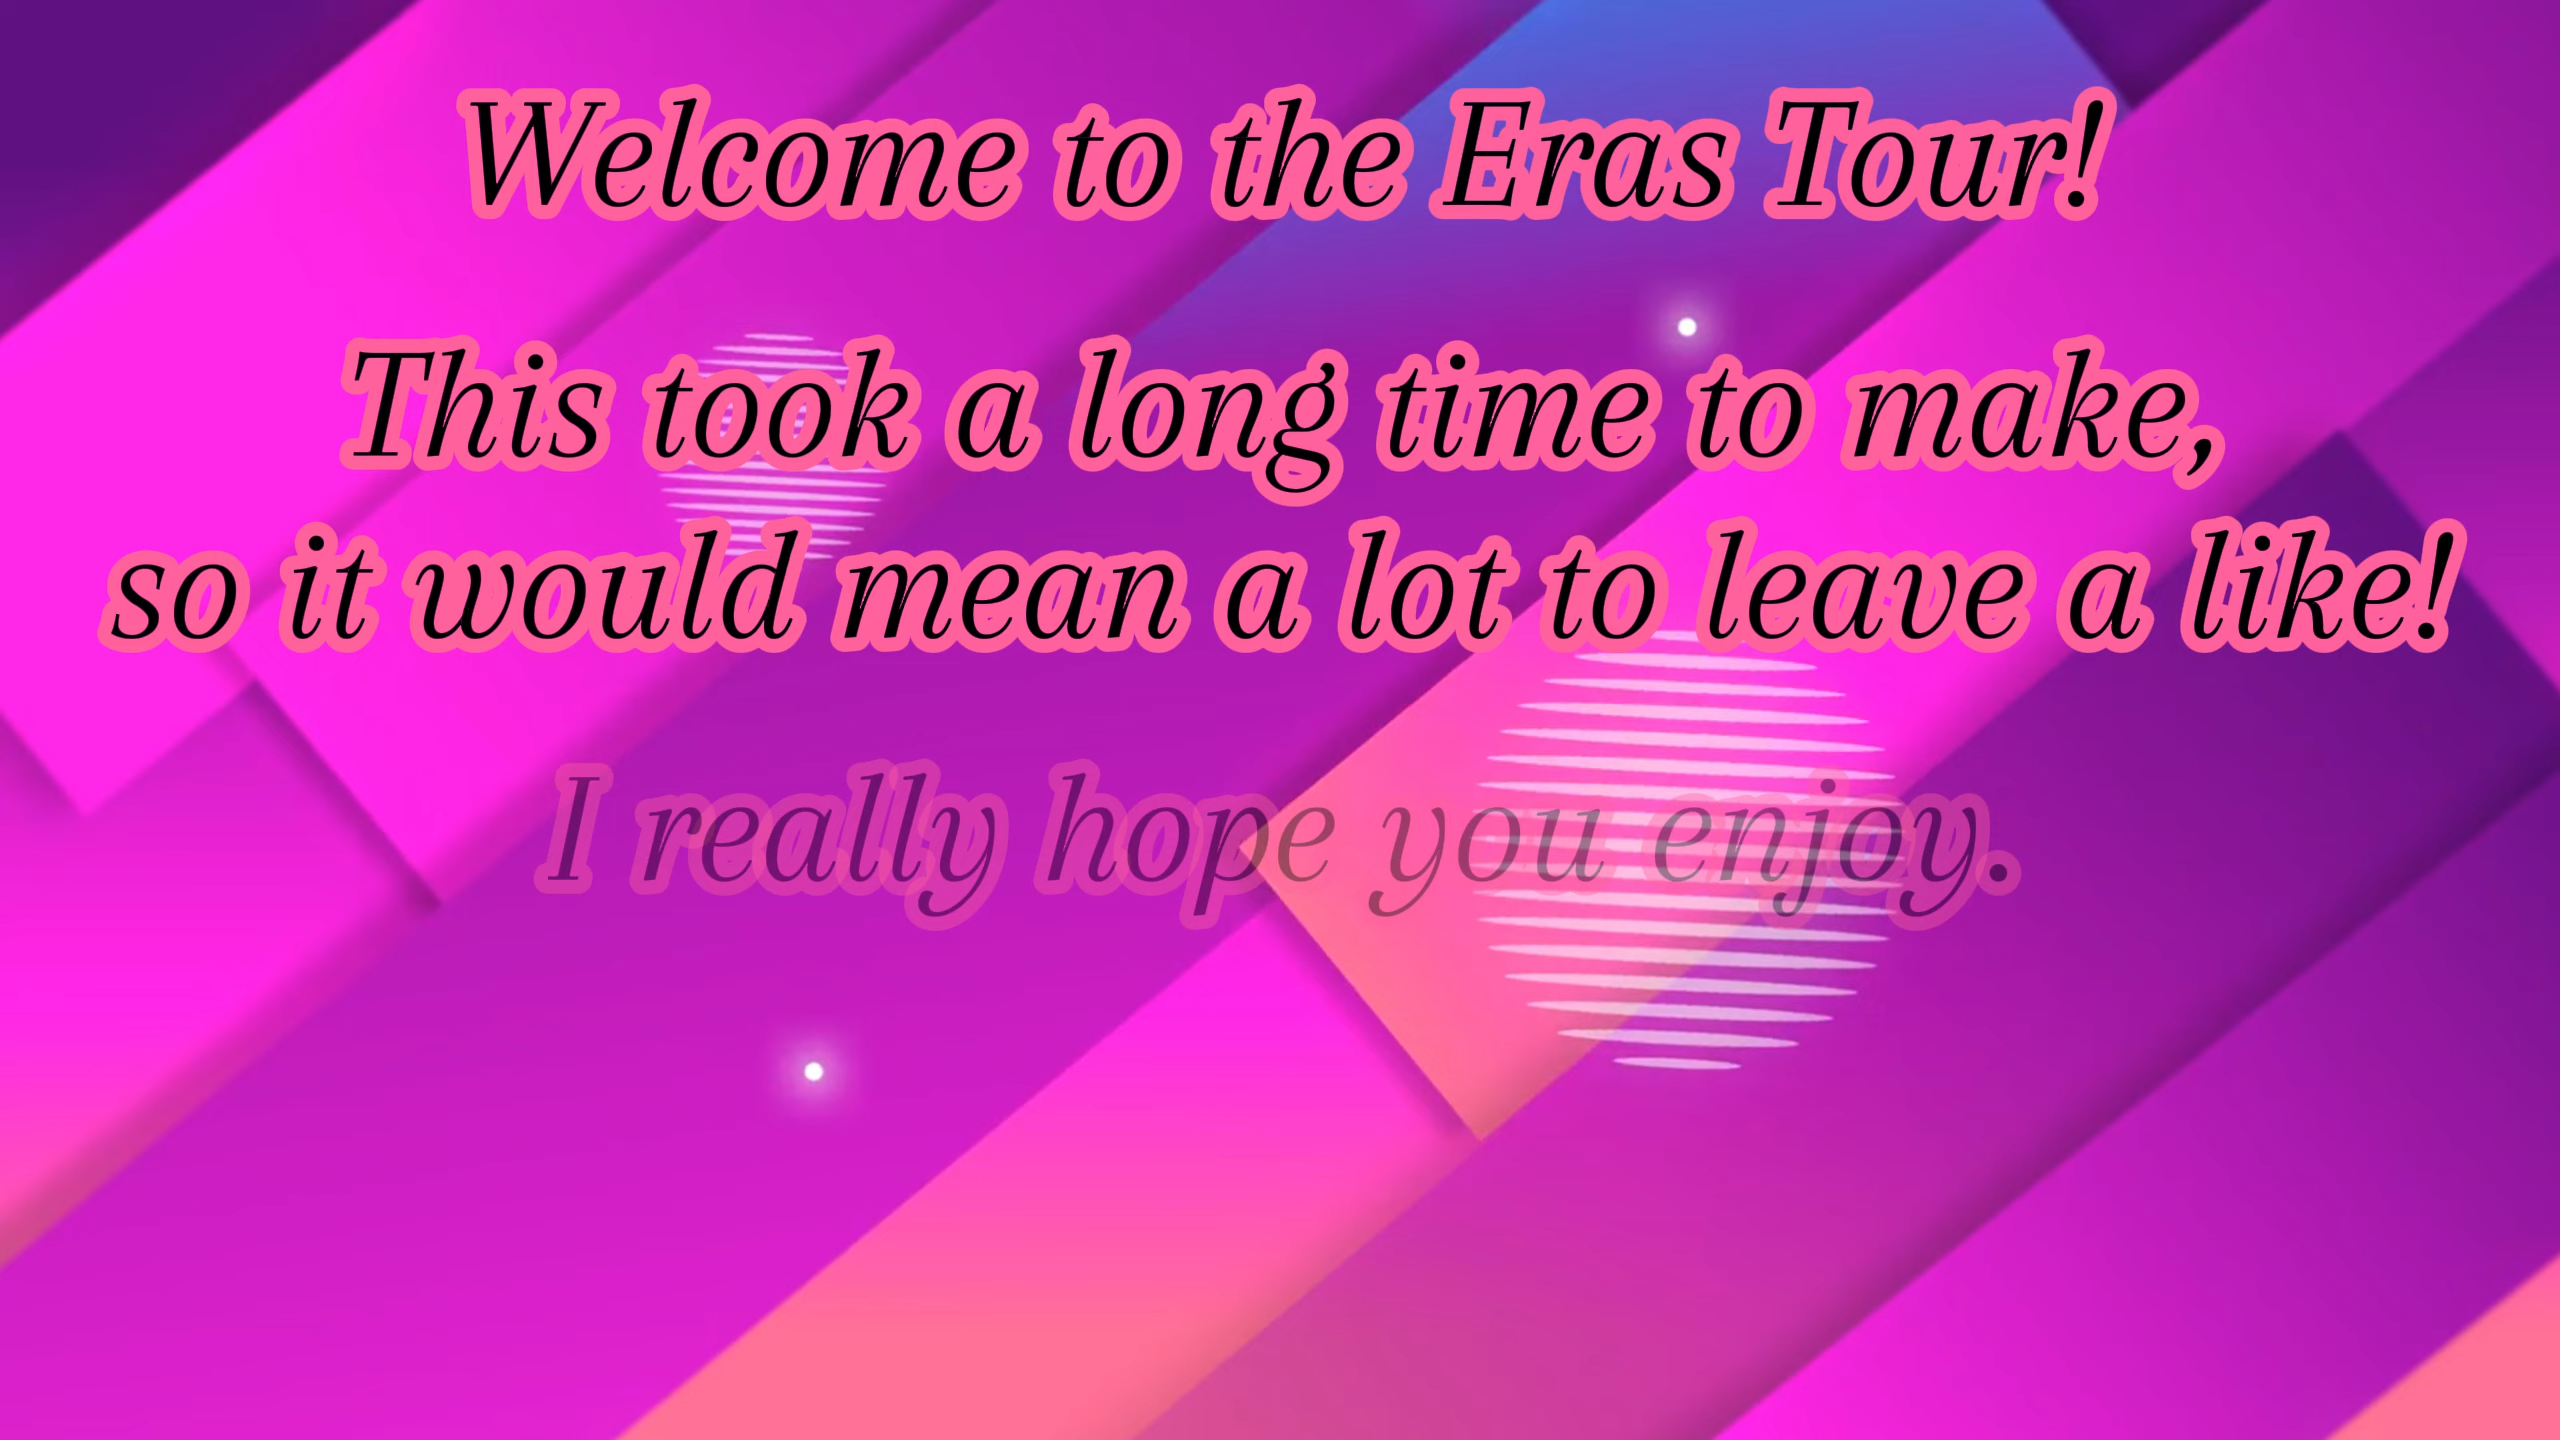 Welcome to the Eras Tour!
This took a long time to make,
so it would mean a lot to leave a like!
I really hope you enjoy.